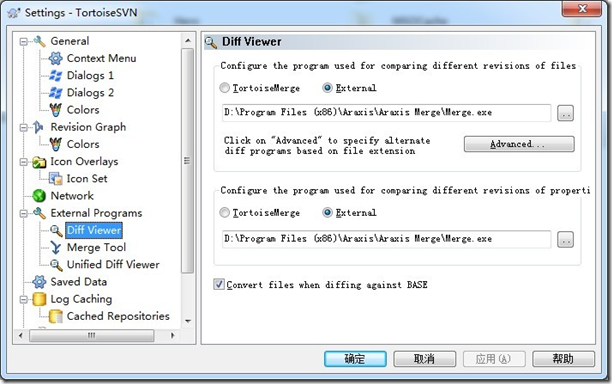 Settings - TortoiseSVN
General
Context Menu
Dialogs 1
Dialogs 2
Colors
Revision Graph
Colors
Icon Overlays
Icon Set
Network
External Programs
Diff Viewer
Merge Tool
Unified Diff Viewer
Saved Data
Log Caching
Cached Repositories
Diff Viewer
Configure the program used for comparing different revisions of files
TortoiseMerge External
D:\Program Files (x86)\Araxis\Araxis Merge\Merge.exe ..
Click on "Advanced" to specify alternate
diff programs based on file extension
Advanced...
Configure the program used for comparing different revisions of properti
TortoiseMerge External
D:\Program Files (x86)\Araxis\Araxis Merge\Merge.exe ..
Convert files when diffing against BASE
确定 取消 应用(A) 帮助